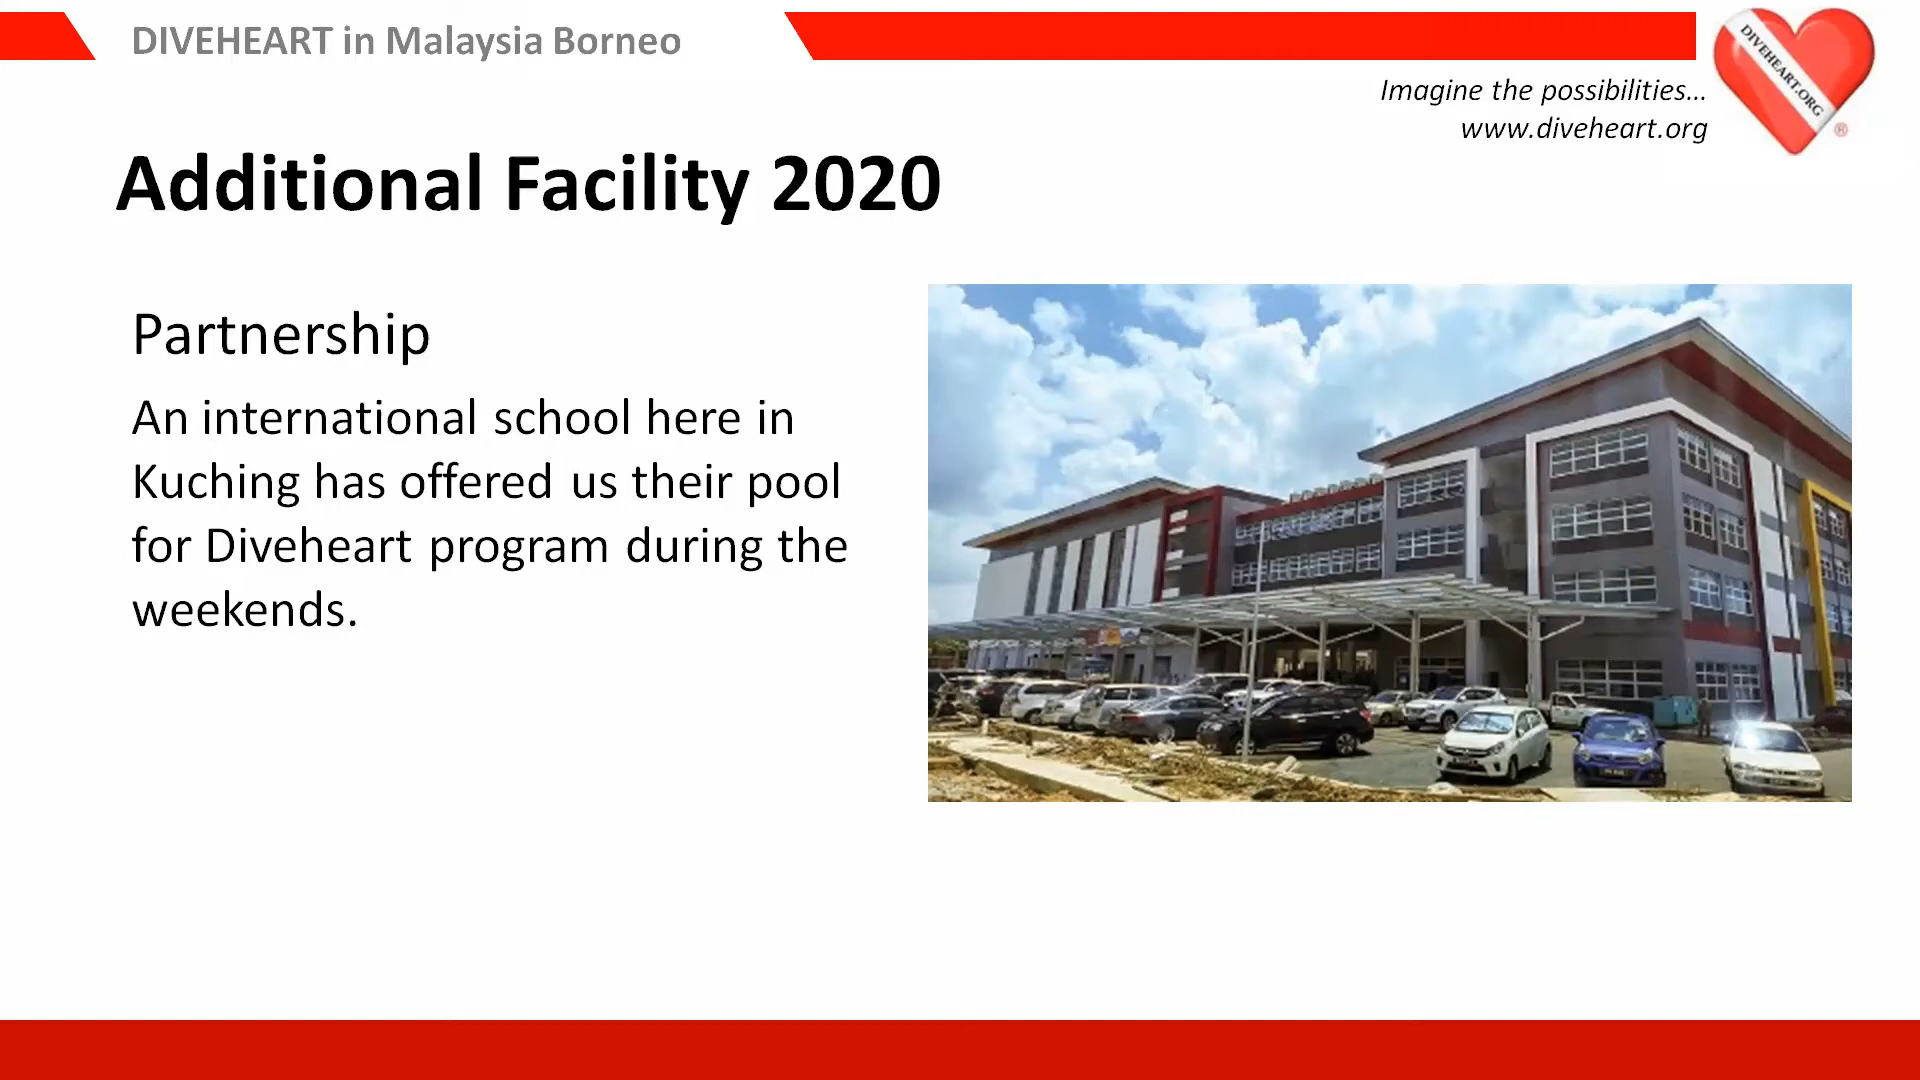 DIVEHEART in Malaysia Borneo
DIVEHEART.ORG
®
Imagine the possibilities...
www.diveheart.org
Additional Facility 2020
Partnership
An international school here in
Kuching has offered us their pool
for Diveheart program during the
weekends.